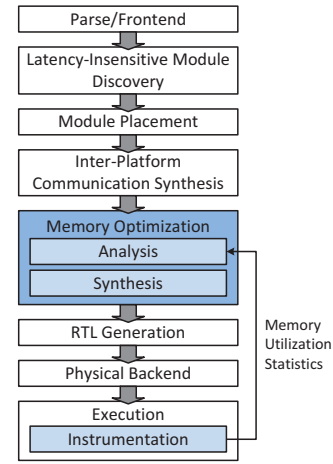 Parse/Frontend
Latency-Insensitive Module
Discovery
Module Placement
Inter-Platform
Communication Synthesis
Memory Optimization
Analysis
Synthesis
RTL Generation
Physical Backend
Execution
Instrumentation
Memory
Utilization
Statistics